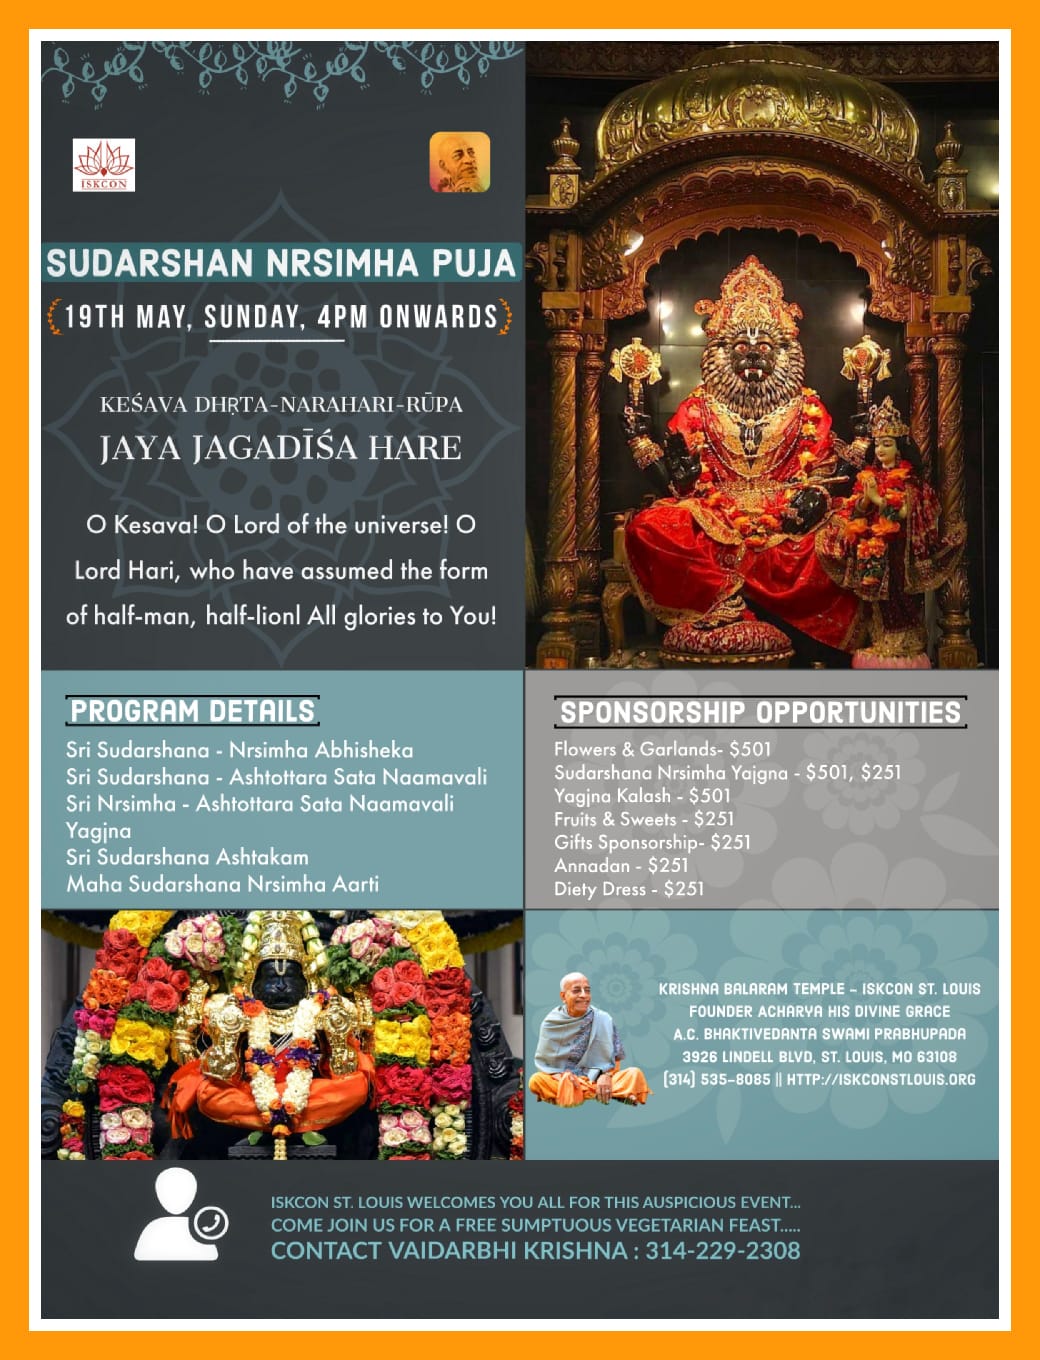 ISKCON
SUDARSHAN NRSIMHA PUJA
19TH MAY, SUNDAY, 4PM ONWARDS
KEŚAVA DHṚTA-NARAHARI-RŪPA
JAYA JAGADĪŚA HARE
O Kesava! O Lord of the universe! O
Lord Hari, who have assumed the form
of half-man, half-lionl All glories to You!
PROGRAM DETAILS
Sri Sudarshana - Nrsimha Abhisheka
Sri Sudarshana - Ashtottara Sata Naamavali
Sri Nrsimha - Ashtottara Sata Naamavali
Yagjna
Sri Sudarshana Ashtakam
Maha Sudarshana Nrsimha Aarti
SPONSORSHIP OPPORTUNITIES
Flowers & Garlands- $501
Sudarshana Nrsimha Yajgna - $501, $251
Yagjna Kalash - $501
Fruits & Sweets - $251
Gifts Sponsorship- $251
Annadan - $251
Diety Dress - $251
KRISHNA BALARAM TEMPLE - ISKCON ST. LOUIS
FOUNDER ACHARYA HIS DIVINE GRACE
A.C. BHAKTIVEDANTA SWAMI PRABHUPADA
3926 LINDELL BLVD, ST. LOUIS, MO 63108
(314) 535-8085 || HTTP://ISKCONSTLOUIS.ORG
ISKCON ST. LOUIS WELCOMES YOU ALL FOR THIS AUSPICIOUS EVENT...
COME JOIN US FOR A FREE SUMPTUOUS VEGETARIAN FEAST.....
CONTACT VAIDARBHI KRISHNA : 314-229-2308